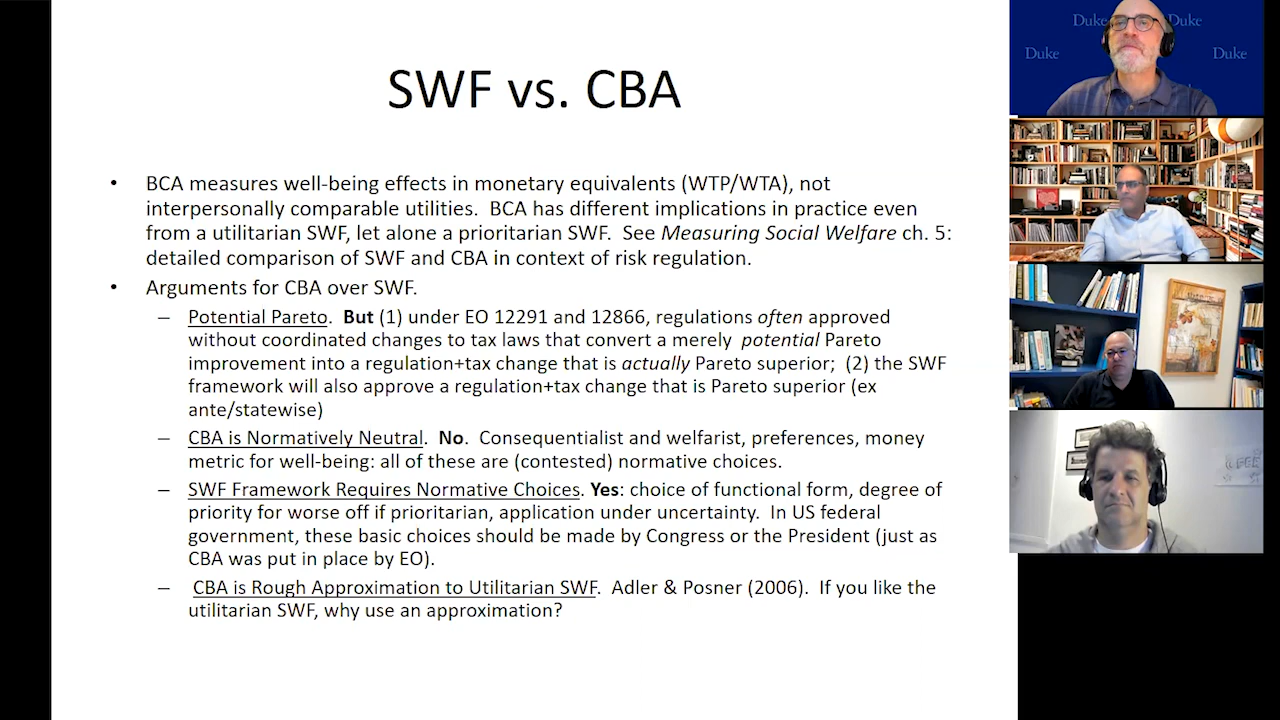 SWF vs. CBA
• BCA measures well-being effects in monetary equivalents (WTP/WTA), not
interpersonally comparable utilities.  BCA has different implications in practice even
from a utilitarian SWF, let alone a prioritarian SWF.  See Measuring Social Welfare ch. 5:
detailed comparison of SWF and CBA in context of risk regulation.
• Arguments for CBA over SWF.
– Potential Pareto.  But (1) under EO 12291 and 12866, regulations often approved
without coordinated changes to tax laws that convert a merely  potential Pareto
improvement into a regulation+tax change that is actually Pareto superior;  (2) the SWF
framework will also approve a regulation+tax change that is Pareto superior (ex
ante/statewise)
– CBA is Normatively Neutral.  No.  Consequentialist and welfarist, preferences, money
metric for well-being: all of these are (contested) normative choices.
– SWF Framework Requires Normative Choices. Yes: choice of functional form, degree of
priority for worse off if prioritarian, application under uncertainty.  In US federal
government, these basic choices should be made by Congress or the President (just as
CBA was put in place by EO).
– CBA is Rough Approximation to Utilitarian SWF.  Adler & Posner (2006).  If you like the
utilitarian SWF, why use an approximation?
Duke Duke
Duke Duke